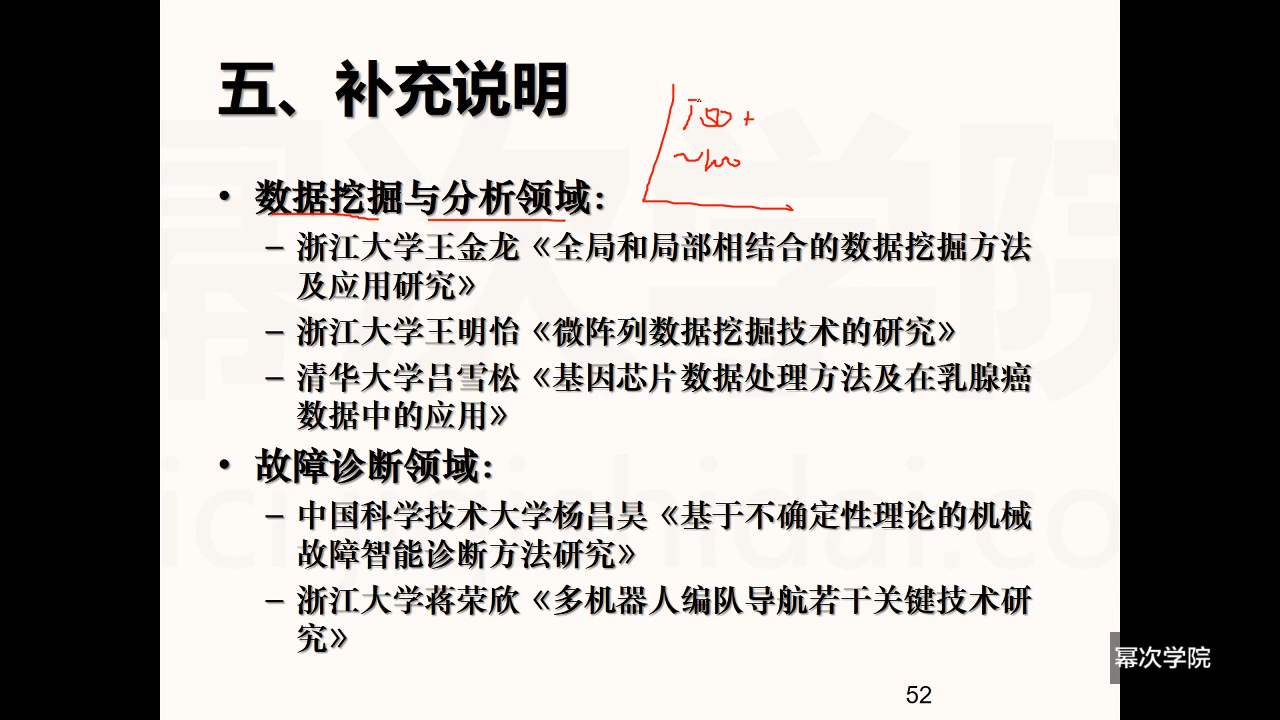 五、补充说明
• 数据挖掘与分析领域：
– 浙江大学王金龙《全局和局部相结合的数据挖掘方法
及应用研究》
– 浙江大学王明怡《微阵列数据挖掘技术的研究》
– 清华大学吕雪松《基因芯片数据处理方法及在乳腺癌
数据中的应用》
• 故障诊断领域：
– 中国科学技术大学杨昌昊《基于不确定性理论的机械
故障智能诊断方法研究》
– 浙江大学蒋荣欣《多机器人编队导航若干关键技术研
究》
幂次学院
52